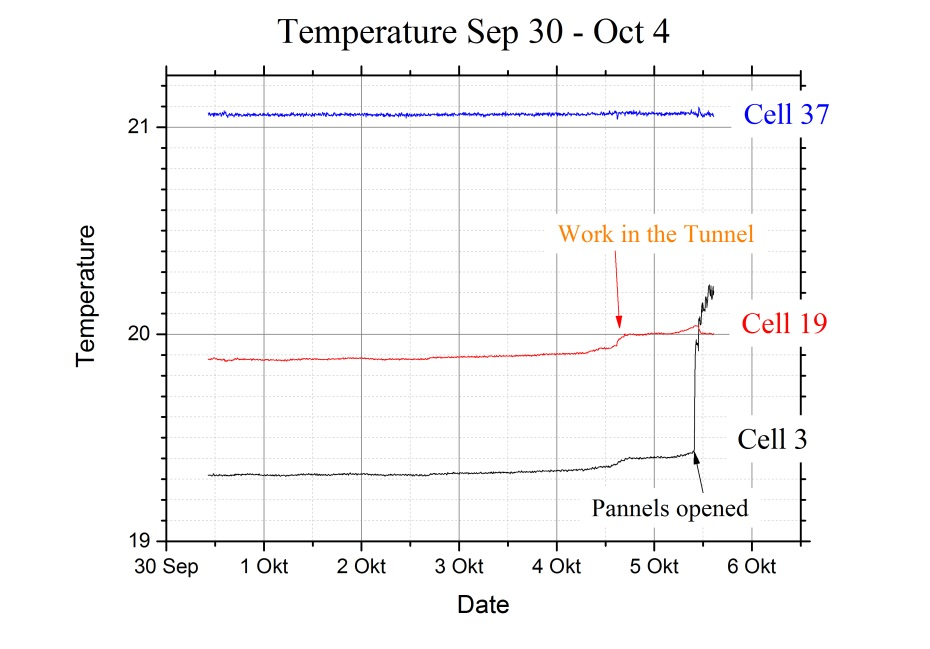 Temperature Sep 30 - Oct 4
Cell 37
21
Work in the Tunnel
Temperature
20
Cell 19
Cell 3
Pannels opened
19
30 Sep 1 Okt 2 Okt 3 Okt 4 Okt 5 Okt 6 Okt
Date